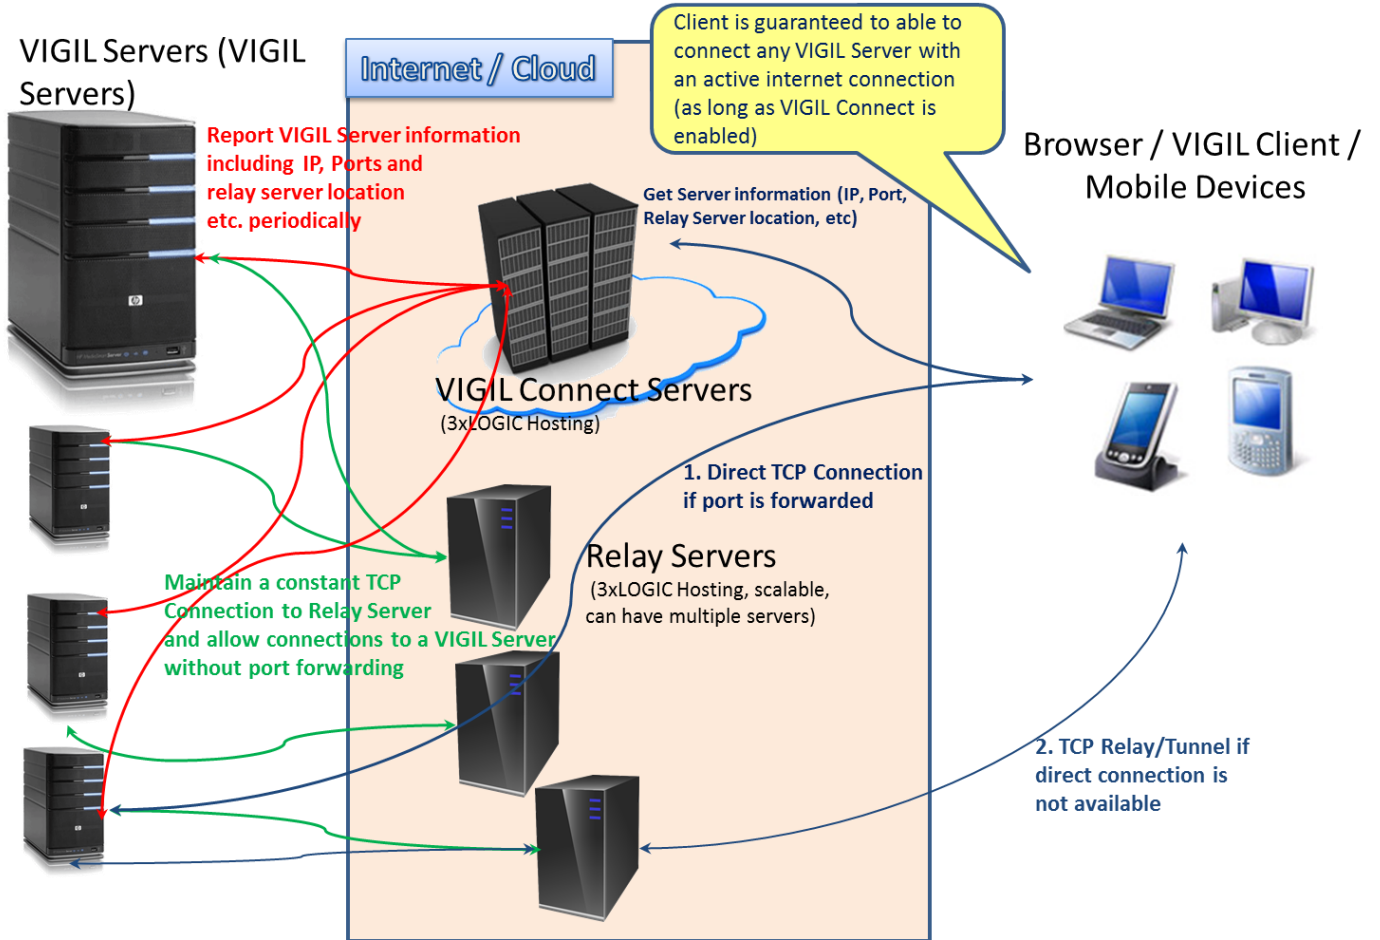 VIGIL Servers (VIGIL
Servers)
Internet / Cloud
Client is guaranteed to able to
connect any VIGIL Server with
an active internet connection
(as long as VIGIL Connect is
enabled)
Browser / VIGIL Client /
Mobile Devices
Report VIGIL Server information
including IP, Ports and
relay server location
etc. periodically
Get Server information (IP, Port,
Relay Server location, etc)
VIGIL Connect Servers
(3xLOGIC Hosting)
1. Direct TCP Connection
if port is forwarded
Relay Servers
(3xLOGIC Hosting, scalable,
can have multiple servers)
Maintain a constant TCP
Connection to Relay Server
and allow connections to a VIGIL Server
without port forwarding
2. TCP Relay/Tunnel if
direct connection is
not available